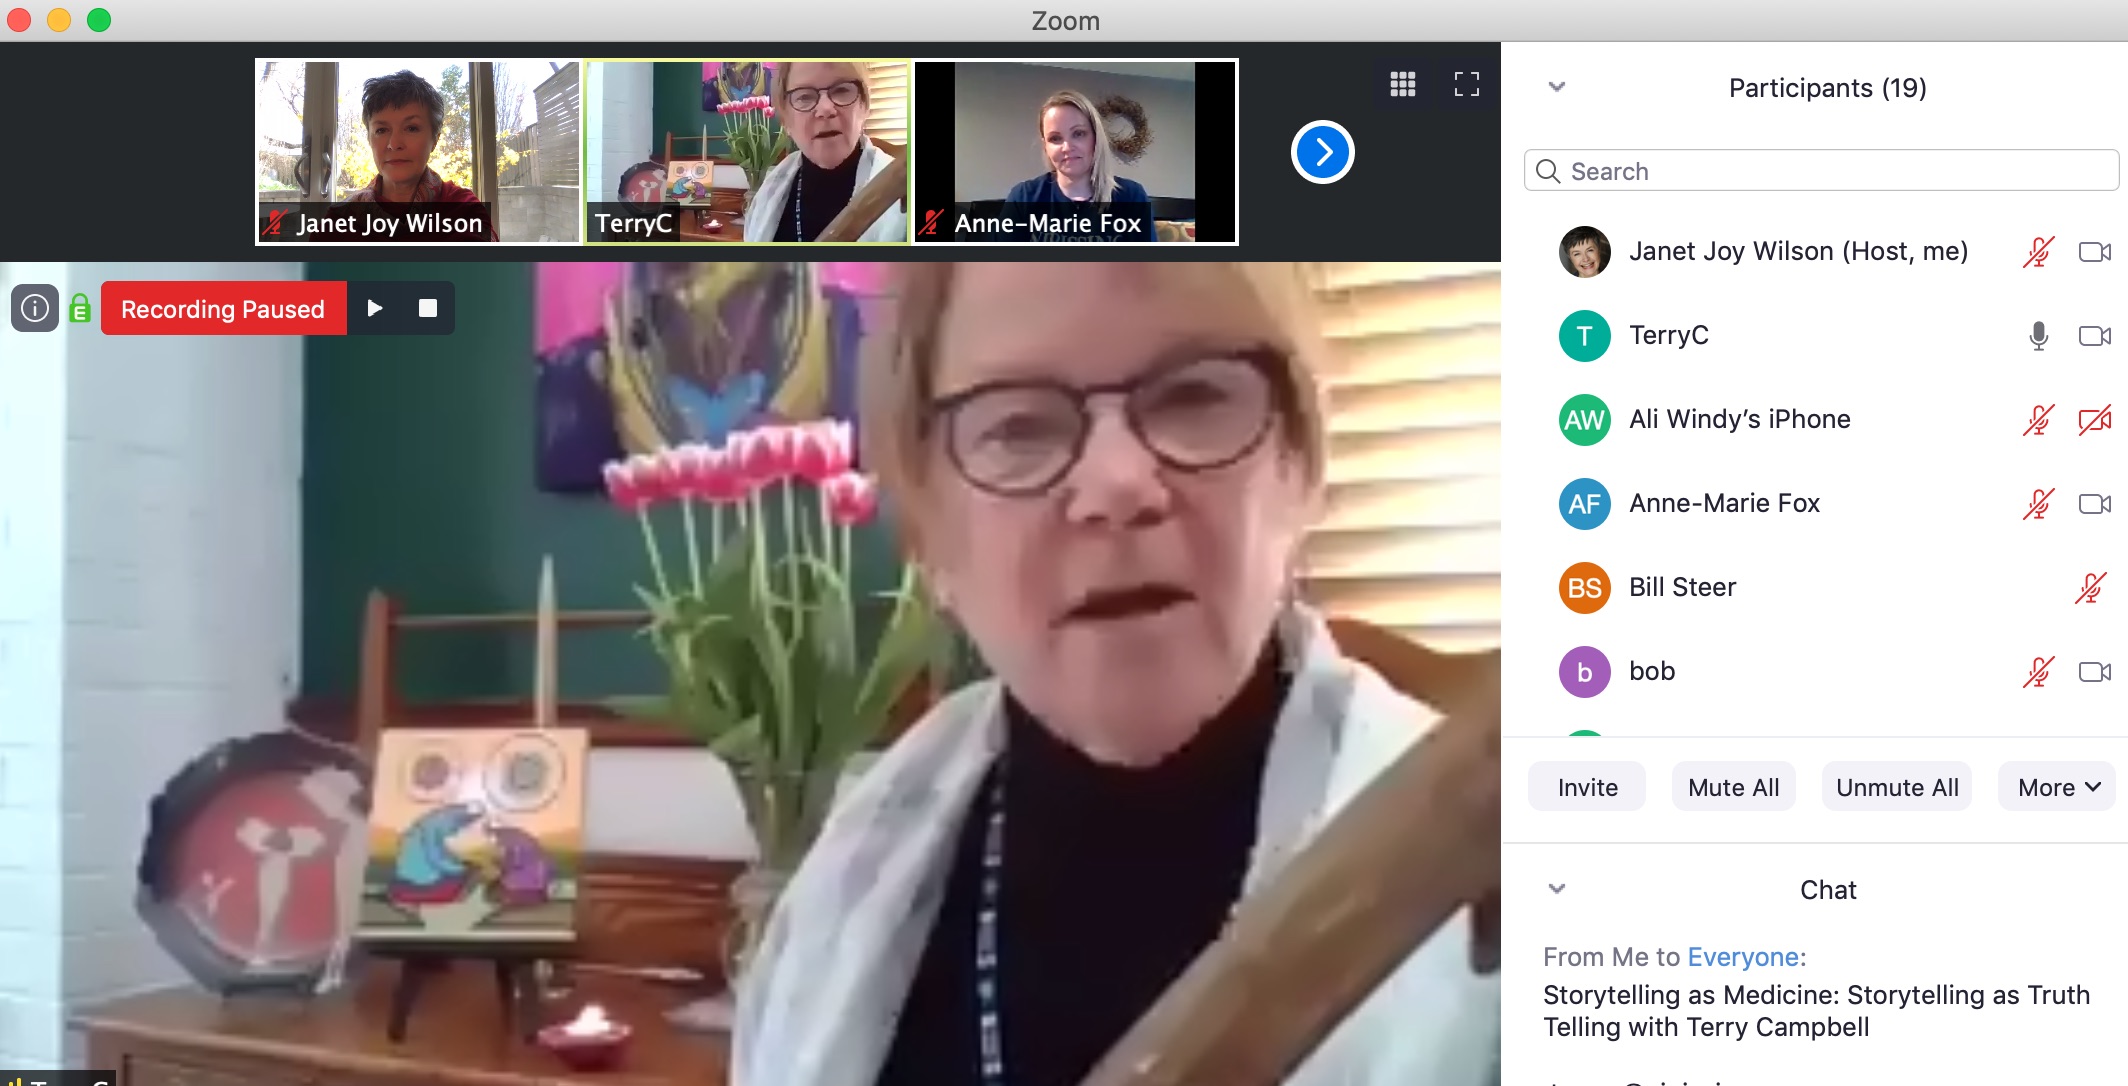 Zoom
Janet Joy Wilson
TerryC
Anne-Marie Fox
Recording Paused
Participants (19)
Search
Janet Joy Wilson (Host, me)
T TerryC
AW Ali Windy’s iPhone
AF Anne-Marie Fox
BS Bill Steer
b bob
Invite Mute All Unmute All More
Chat
From Me to Everyone:
Storytelling as Medicine: Storytelling as Truth
Telling with Terry Campbell